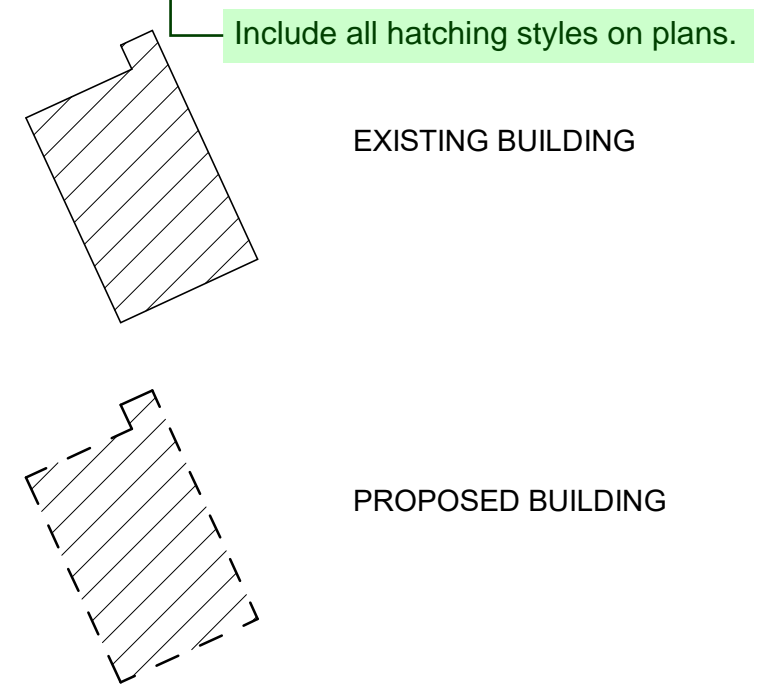 Include all hatching styles on plans.
EXISTING BUILDING
PROPOSED BUILDING